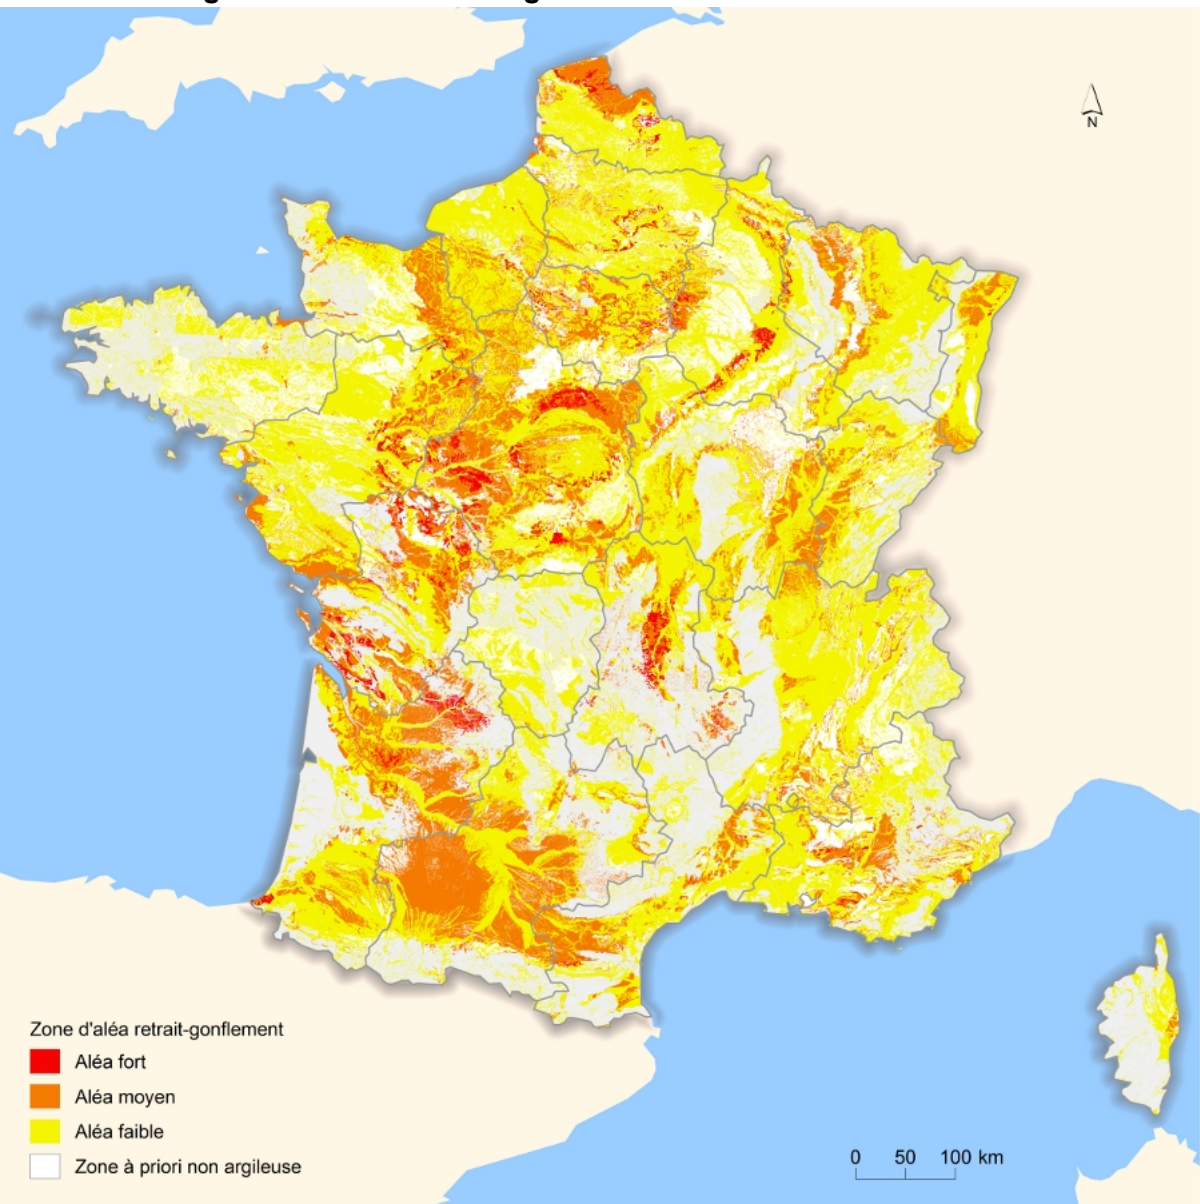 N
Zone d'aléa retrait-gonflement
Aléa fort
Aléa moyen
Aléa faible
Zone à priori non argileuse
0 50 100 km